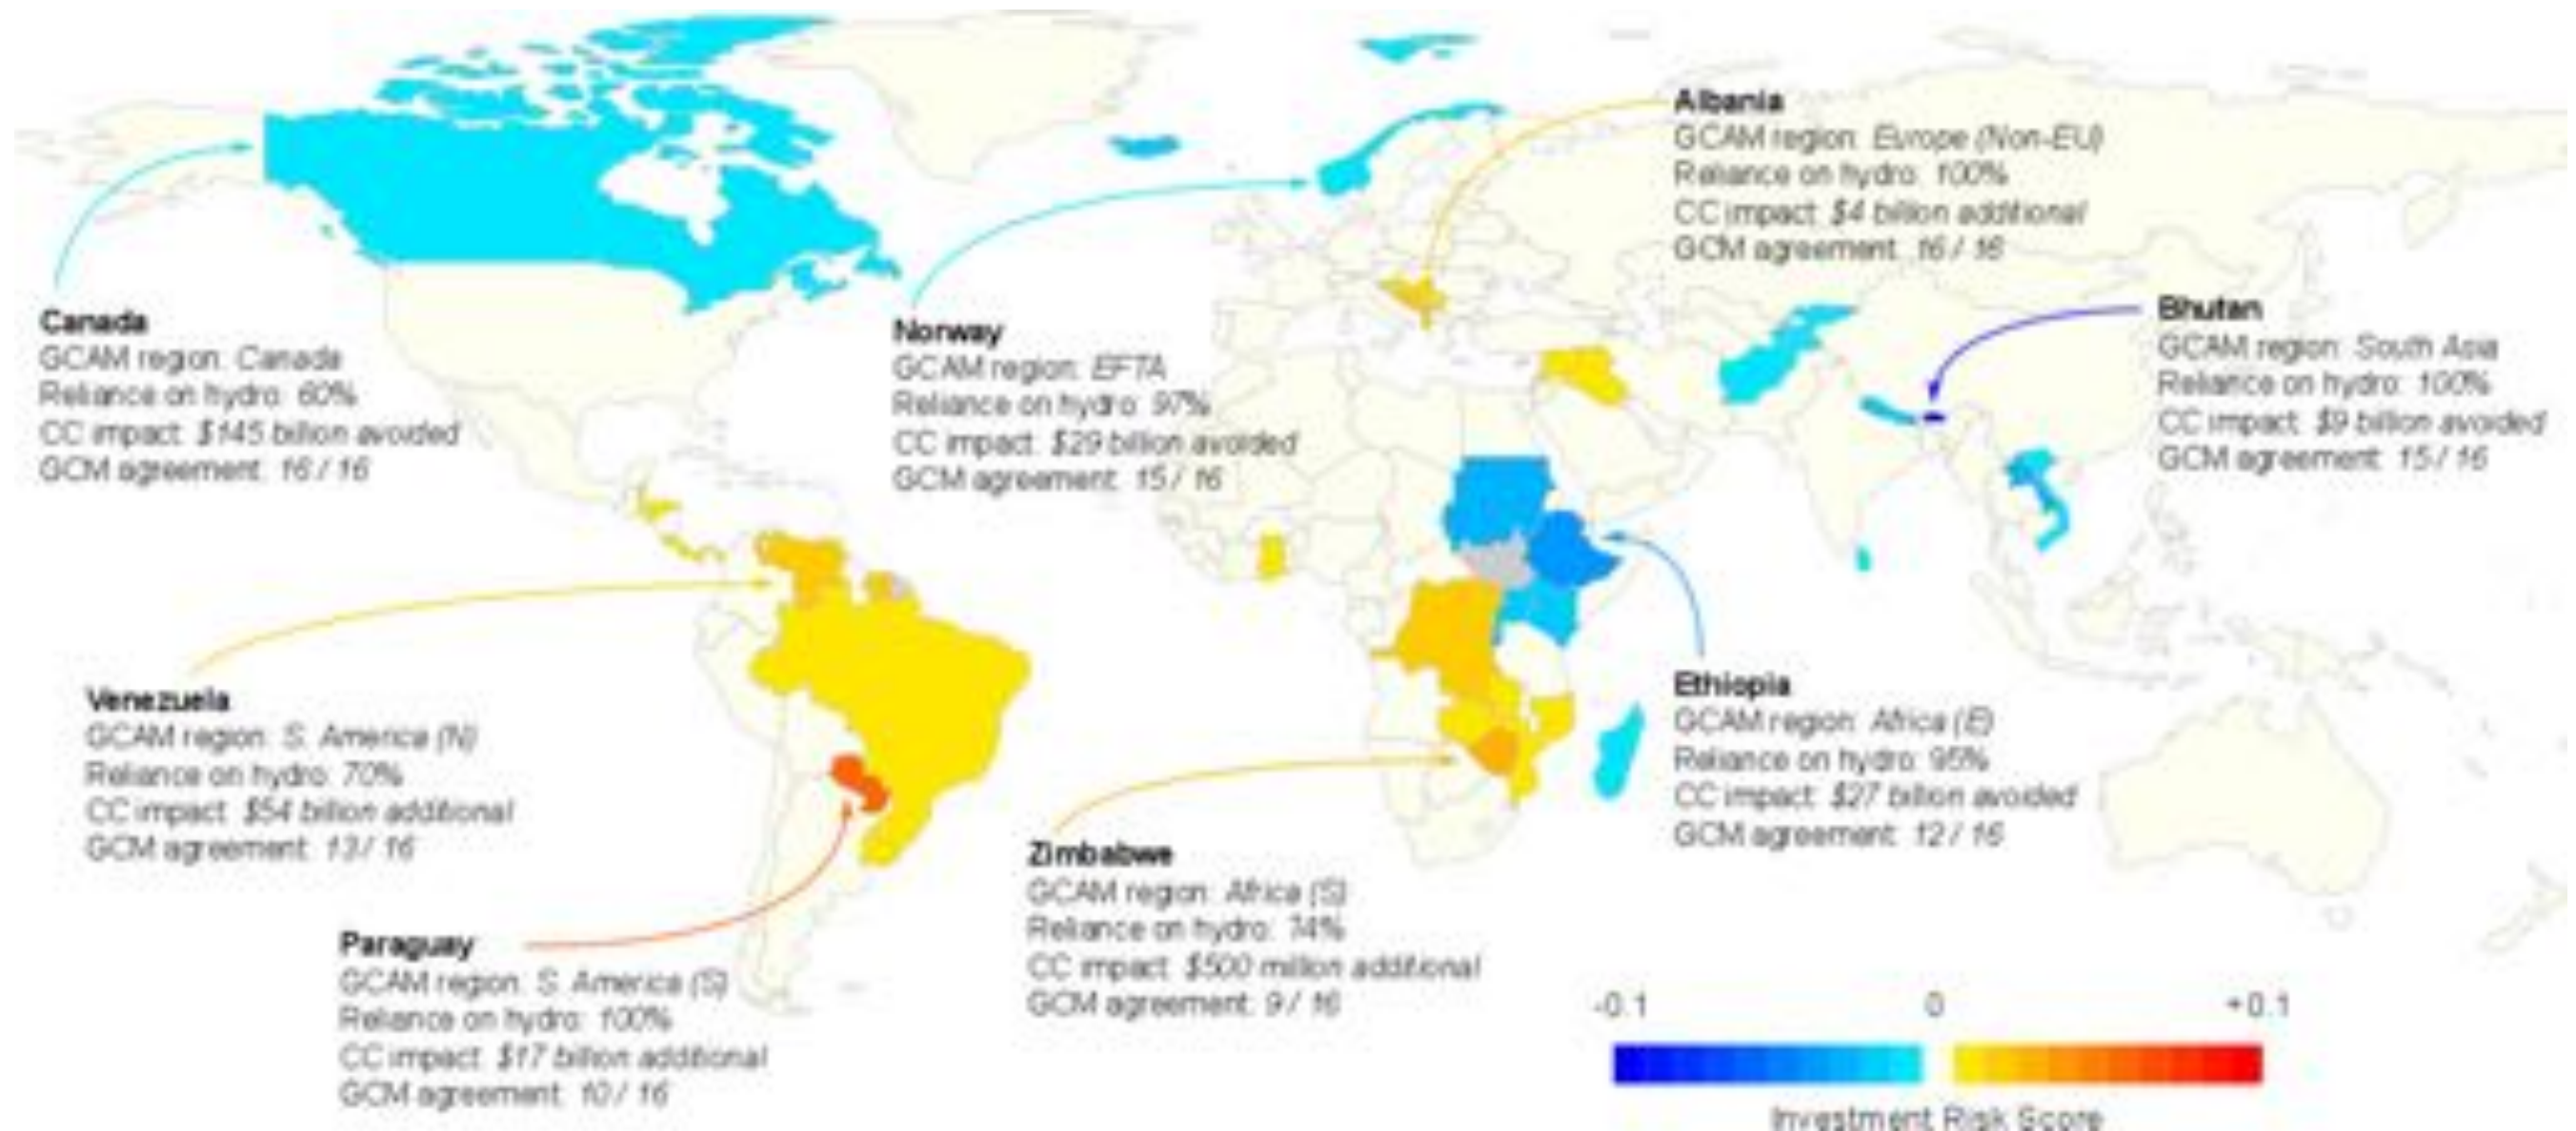 Albania
GCAM region: Europe (Non-EU)
Reliance on hydro: 100%
CC impact: $4 billion additional
GCM agreement: 16 / 16
Canada
GCAM region: Canada
Reliance on hydro: 60%
CC impact: $145 billion avoided
GCM agreement: 16 / 16
Norway
GCAM region: EFTA
Reliance on hydro: 97%
CC impact: $29 billion avoided
GCM agreement: 15 / 16
Bhutan
GCAM region: South Asia
Reliance on hydro: 100%
CC impact: $9 billion avoided
GCM agreement: 15 / 16
Venezuela
GCAM region: S. America (N)
Reliance on hydro: 70%
CC impact: $54 billion additional
GCM agreement: 13 / 16
Ethiopia
GCAM region: Africa (E)
Reliance on hydro: 95%
CC impact: $27 billion avoided
GCM agreement: 12 / 16
Zimbabwe
GCAM region: Africa (S)
Reliance on hydro: 74%
CC impact: $500 million additional
GCM agreement: 9 / 16
Paraguay
GCAM region: S. America (S)
Reliance on hydro: 100%
CC impact: $17 billion additional
GCM agreement: 10 / 16
-0.1 0 +0.1
Investment Risk Score